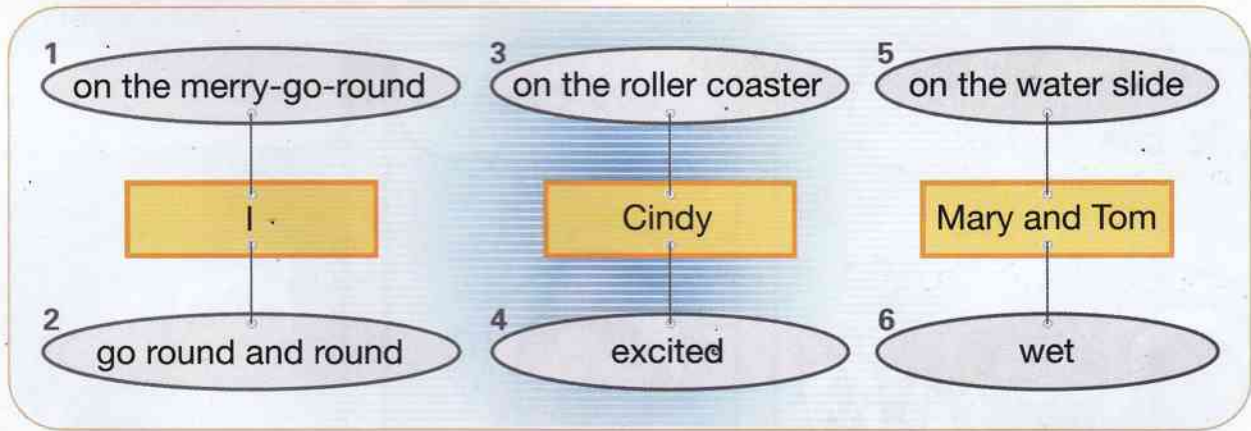 1 on the merry-go-round
3 on the roller coaster
5 on the water slide
I
Cindy
Mary and Tom
2 go round and round
4 excited
6 wet